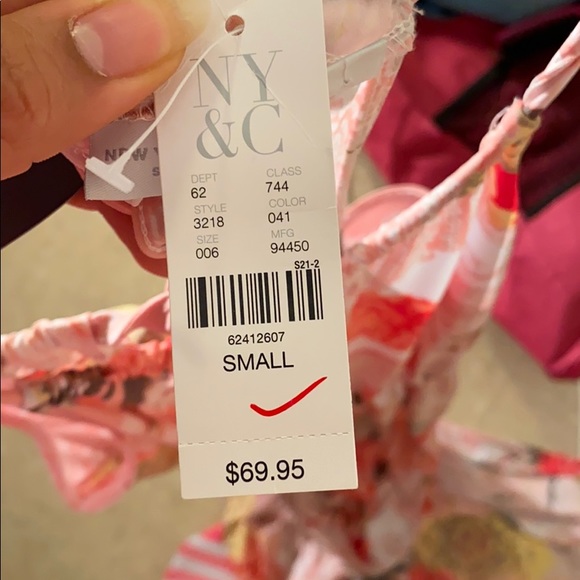 NY
&C
DEPT CLASS
62 744
STYLE COLOR
3218 041
SIZE MFG
006 94450
S21-2
62412607
SMALL
$69.95
NEW Y
S